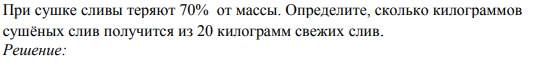 При сушке сливы теряют 70% от массы. Определите, сколько килограммов
сушёных слив получится из 20 килограмм свежих слив.
Решение: